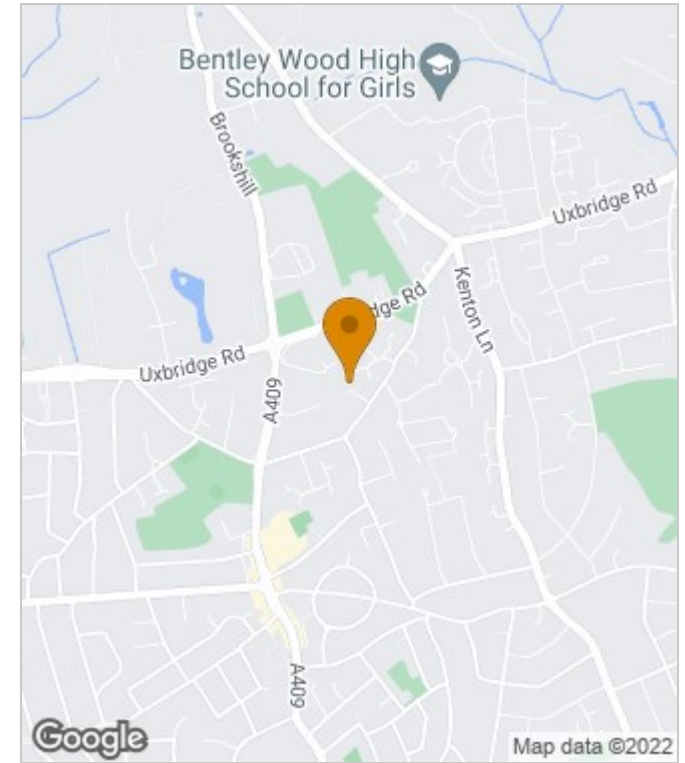 Bentley Wood High
School for Girls
Brookshill
Uxbridge Rd
dge Rd
Kenton Ln
Uxbridge Rd
A409
A409
Google
Map data ©2022